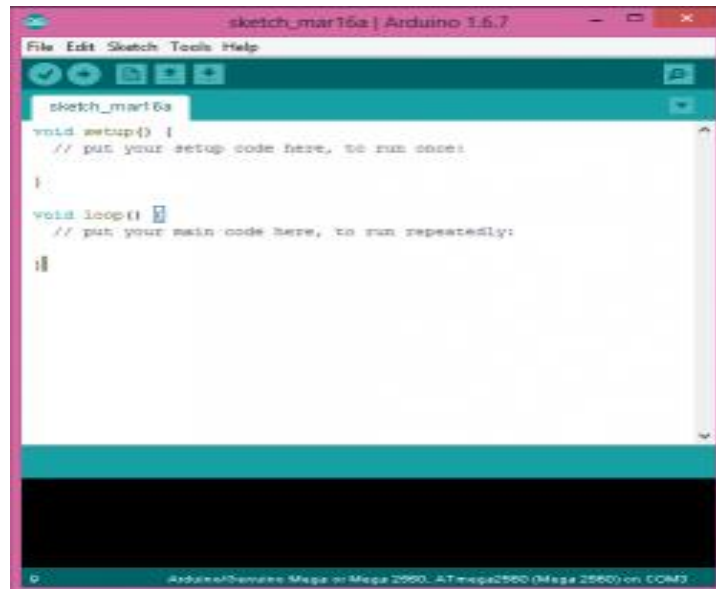 sketch_mar16a | Arduino 1.6.7
File Edit Sketch Tools Help
sketch_mar16a
void setup() {
// put your setup code here, to run once:
}
void loop() {
// put your main code here, to run repeatedly:
}
9
Arduino/Genuino Mega or Mega 2560, ATmega2560 (Mega 2560) on COM3